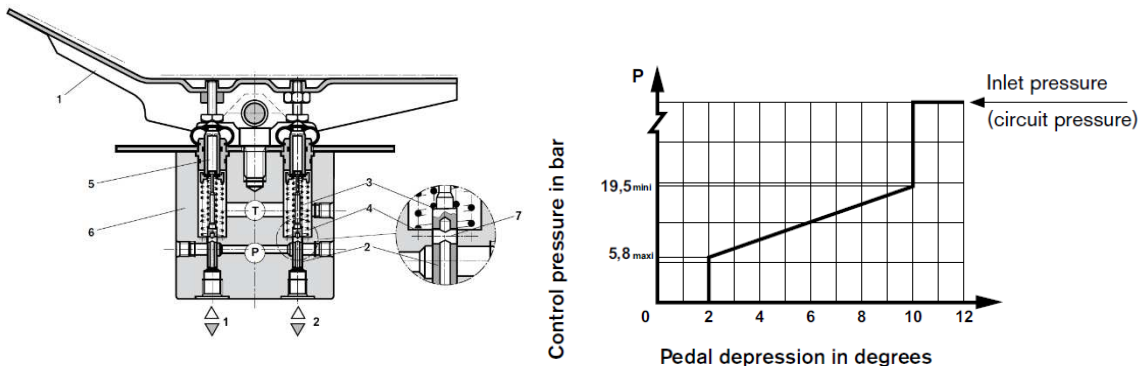 1
5
6
T
P
3
4
2
7
1
2
P
Inlet pressure
(circuit pressure)
19,5 mini
5,8 maxi
0 2 4 6 8 10 12
Control pressure in bar
Pedal depression in degrees